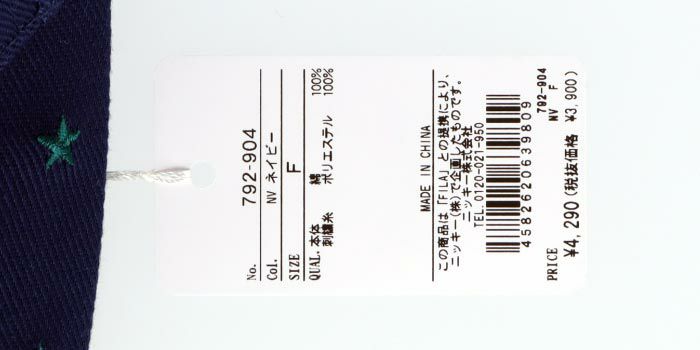 No. 792-904
Col. NV ネイビー
SIZE F
QUAL. 本体 綿 100%
刺繍糸 ポリエステル 100%
MADE IN CHINA
この商品は「FILA」との提携により、
ニッキー(株)で企画したものです。
ニッキー株式会社
TEL.0120-021-950
4582620639809
792-904
NV F
PRICE
¥4,290(税抜価格 ¥3,900)